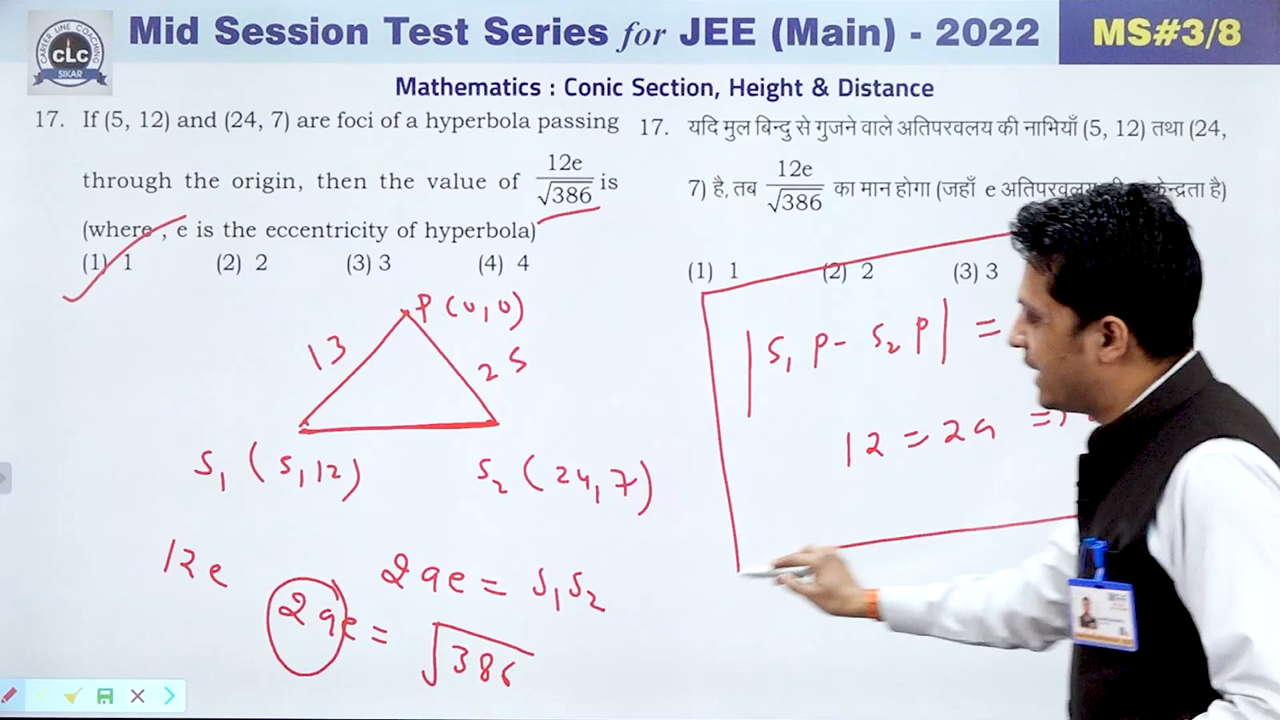 CAREER LINE COACHING
CLC
SIKAR
Mid Session Test Series for JEE (Main) - 2022
MS#3/8
Mathematics : Conic Section, Height & Distance
17. If (5, 12) and (24, 7) are foci of a hyperbola passing
through the origin, then the value of 12e/√386 is
(where , e is the eccentricity of hyperbola)
(1) 1 (2) 2 (3) 3 (4) 4
17. यदि मुल बिन्दु से गुजने वाले अतिपरवलय की नाभियाँ (5, 12) तथा (24,
7) है, तब 12e/√386 का मान होगा (जहाँ e अतिपरवलय की उत्केन्द्रता है)
(1) 1 (2) 2 (3) 3
P (0,0)
13
25
S₁ (5,12)
S₂ (24,7)
12e
2ae = S₁S₂
2ae = √386
|S₁P - S₂P| =
12 = 2a =>